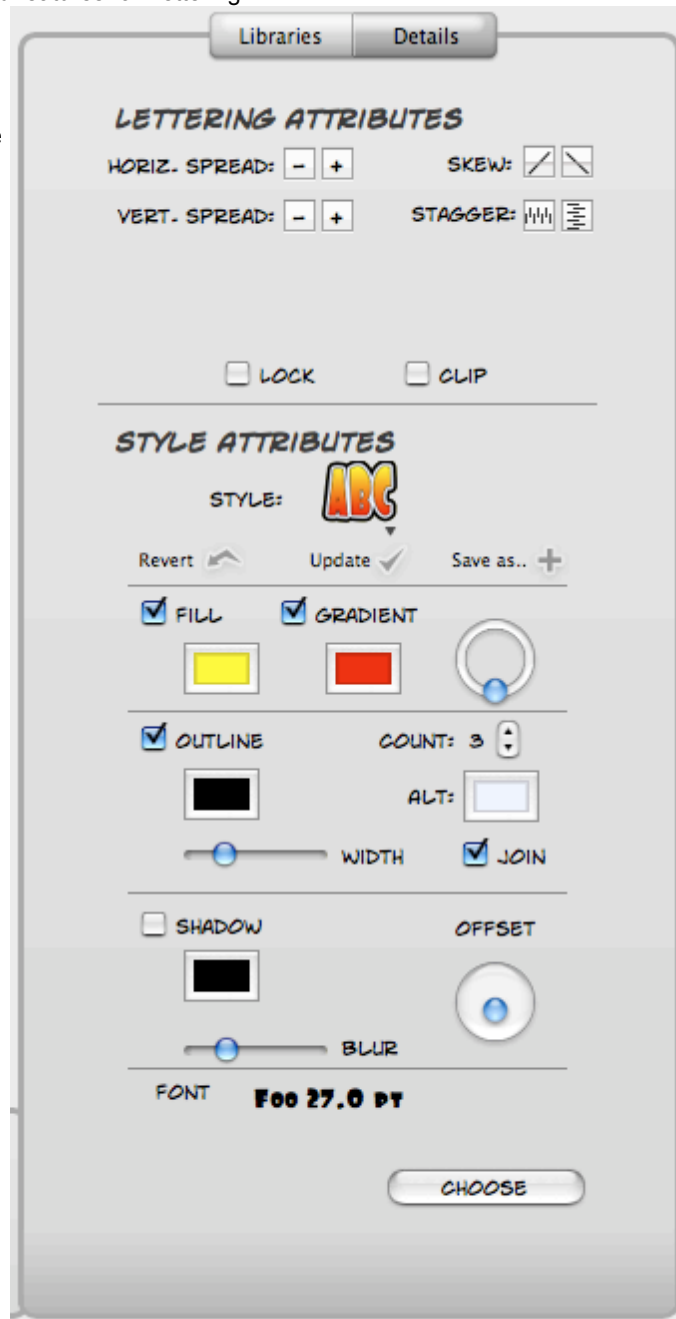 Libraries Details
LETTERING ATTRIBUTES
HORIZ. SPREAD: - + SKEW:
VERT. SPREAD: - + STAGGER:
LOCK CLIP
STYLE ATTRIBUTES
STYLE: ABC
Revert Update Save as..
FILL GRADIENT
OUTLINE COUNT: 3
ALT:
WIDTH JOIN
SHADOW OFFSET
BLUR
FONT Foo 27.0 PT
CHOOSE